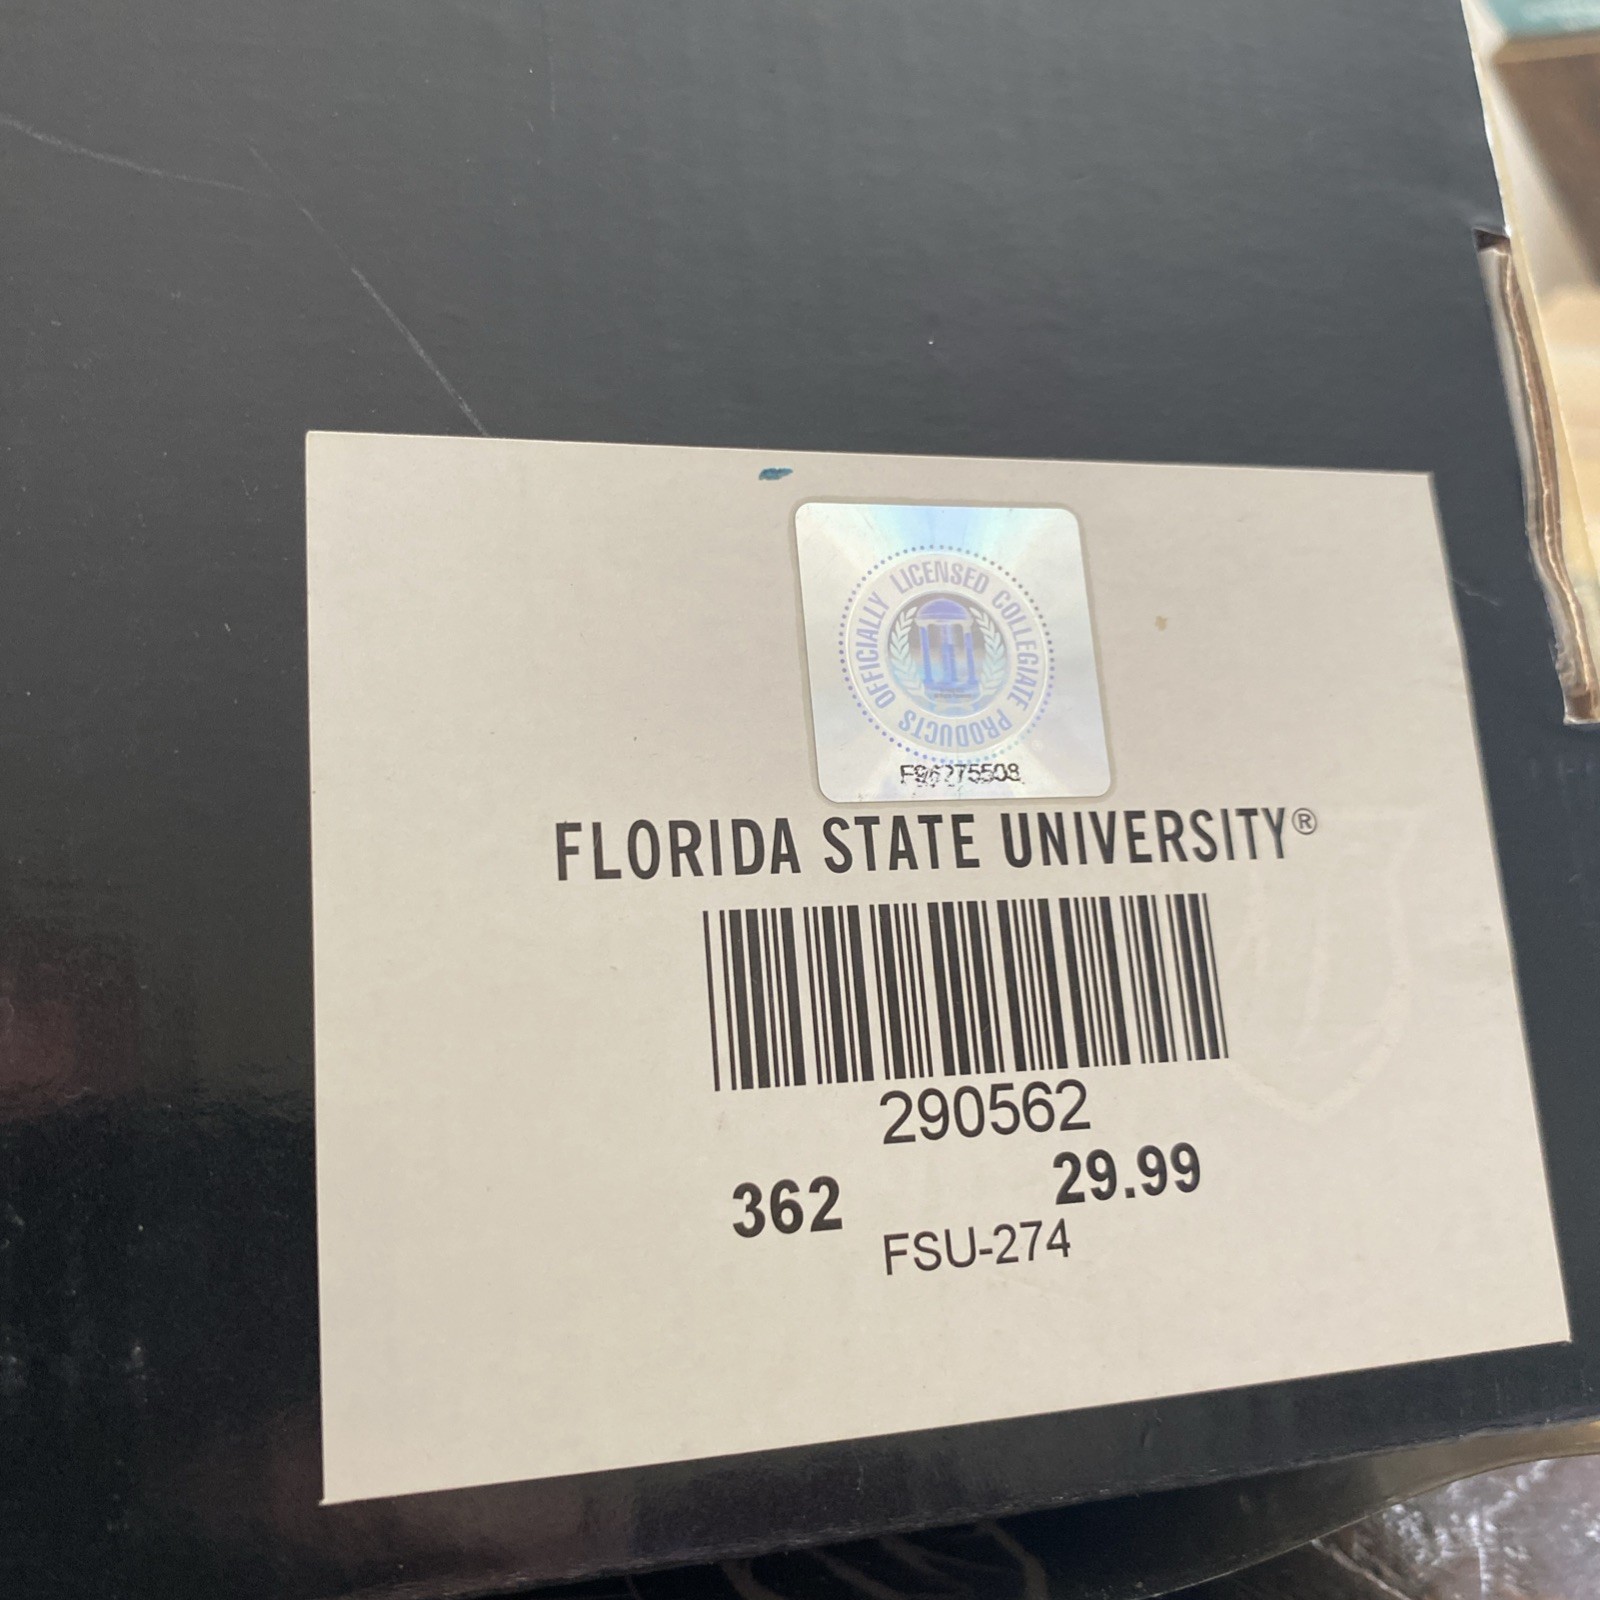 OFFICIALLY LICENSED COLLEGIATE PRODUCTS
FLORIDA STATE UNIVERSITY®
290562
362 29.99
FSU-274